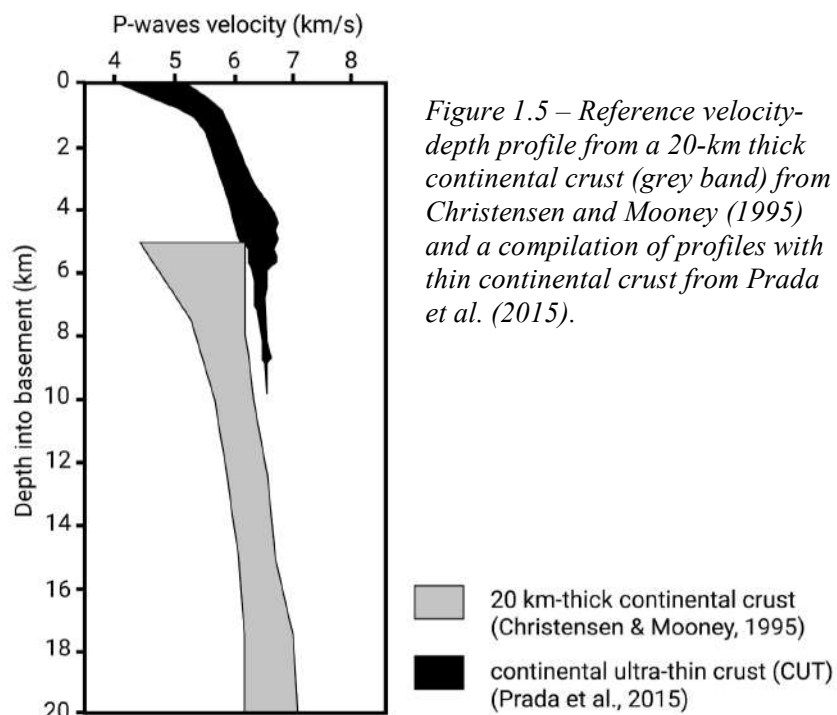 P-waves velocity (km/s)
4 5 6 7 8
0
2
4
6
8
10
12
14
16
18
20
Depth into basement (km)
Figure 1.5 – Reference velocity-
depth profile from a 20-km thick
continental crust (grey band) from
Christensen and Mooney (1995)
and a compilation of profiles with
thin continental crust from Prada
et al. (2015).
20 km-thick continental crust
(Christensen & Mooney, 1995)
continental ultra-thin crust (CUT)
(Prada et al., 2015)